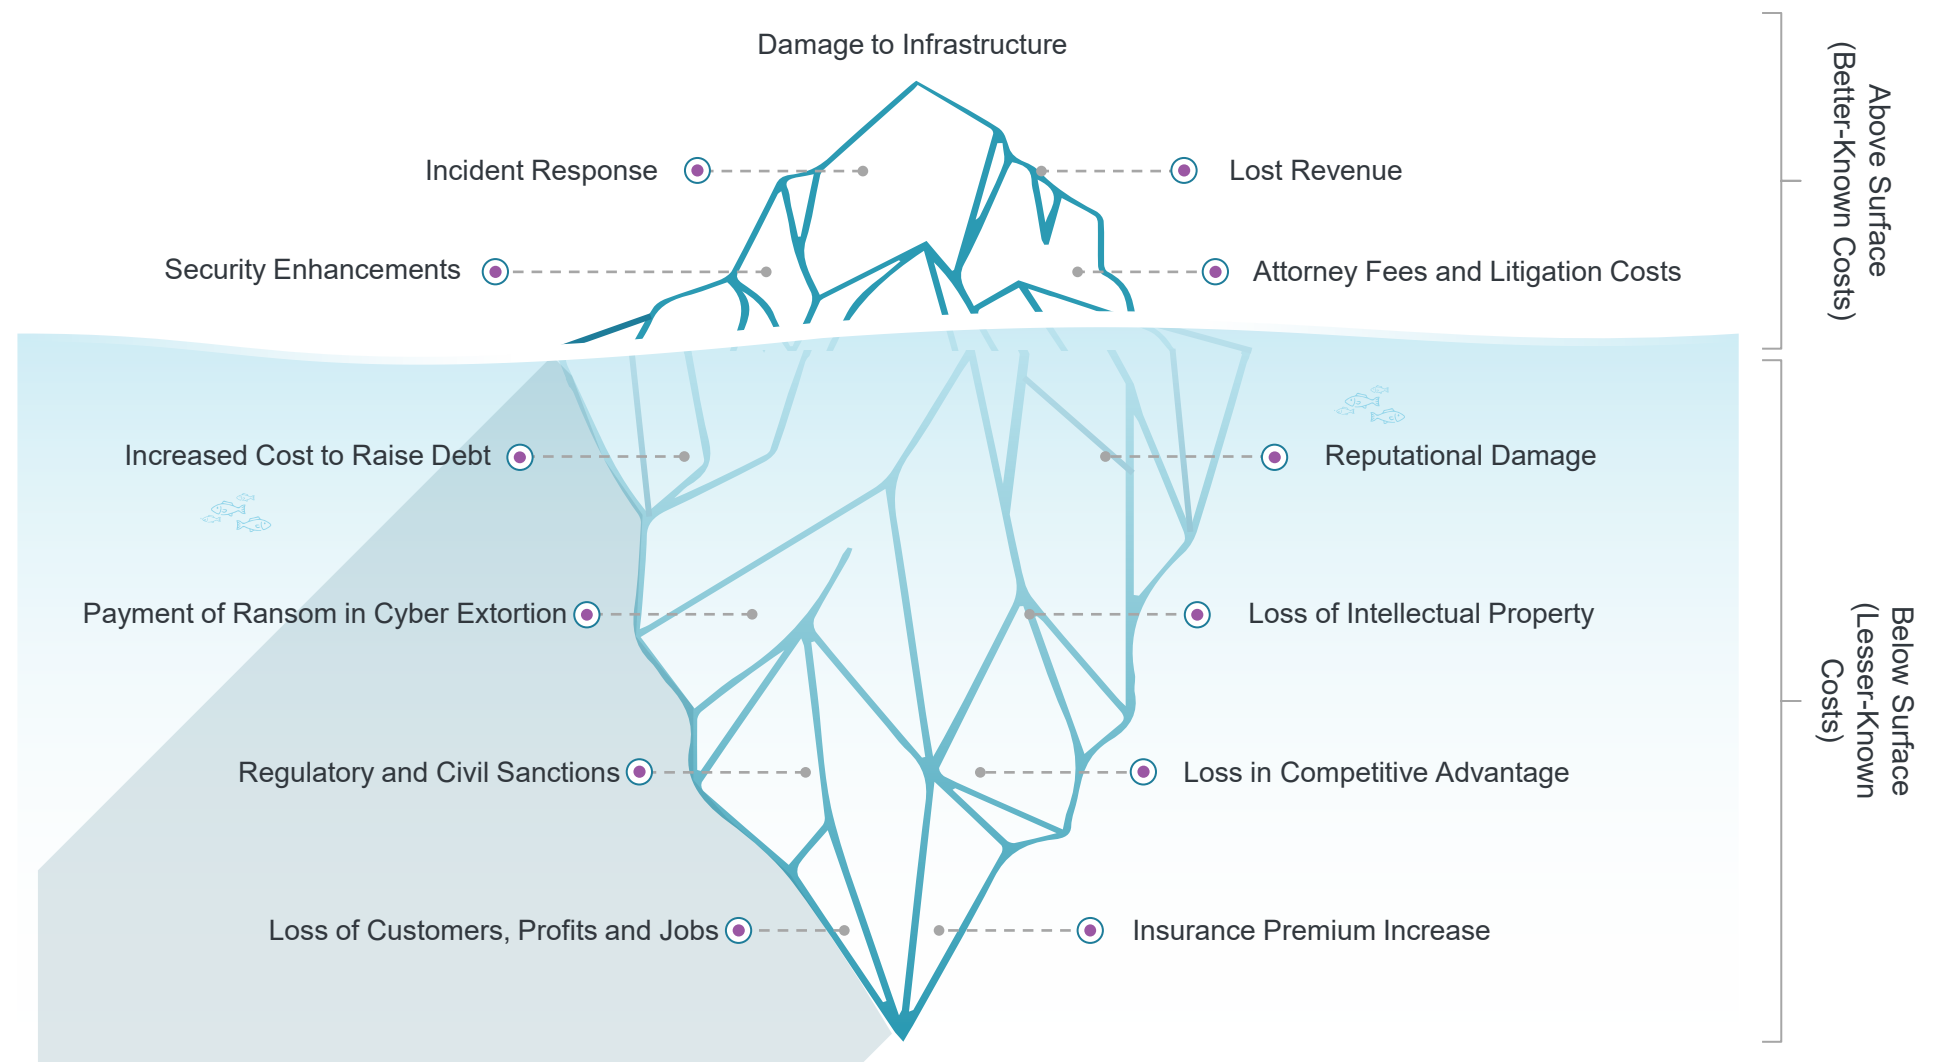 Damage to Infrastructure
Incident Response
Lost Revenue
Security Enhancements
Attorney Fees and Litigation Costs
Above Surface
(Better-Known Costs)
Increased Cost to Raise Debt
Reputational Damage
Payment of Ransom in Cyber Extortion
Loss of Intellectual Property
Regulatory and Civil Sanctions
Loss in Competitive Advantage
Loss of Customers, Profits and Jobs
Insurance Premium Increase
Below Surface
(Lesser-Known
Costs)